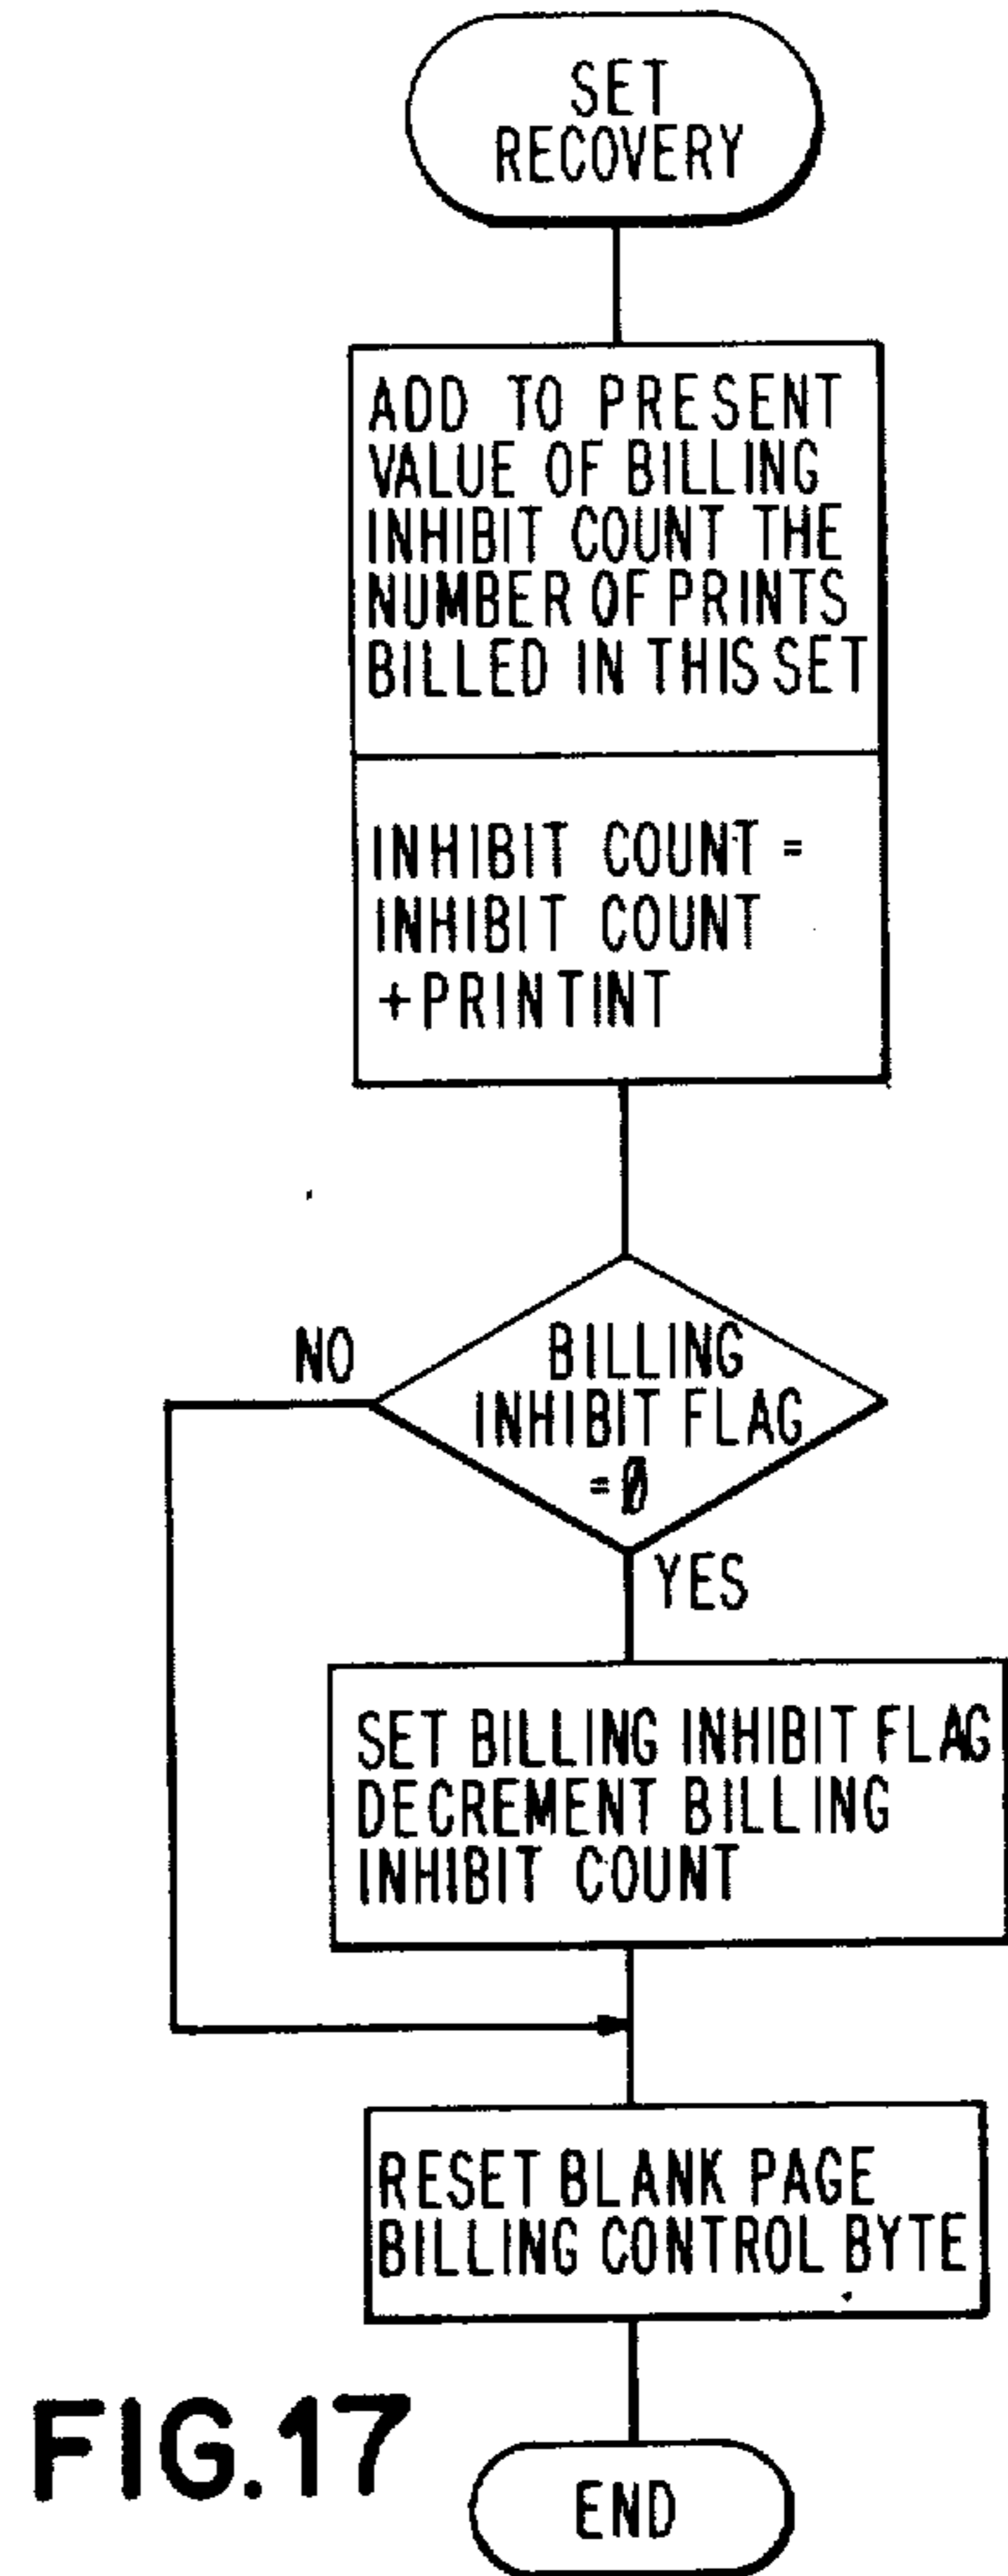 SET
RECOVERY
ADD TO PRESENT
VALUE OF BILLING
INHIBIT COUNT THE
NUMBER OF PRINTS
BILLED IN THIS SET
INHIBIT COUNT =
INHIBIT COUNT
+PRINTINT
NO
BILLING
INHIBIT FLAG
=Ø
YES
SET BILLING INHIBIT FLAG
DECREMENT BILLING
INHIBIT COUNT
RESET BLANK PAGE
BILLING CONTROL BYTE
FIG.17
END